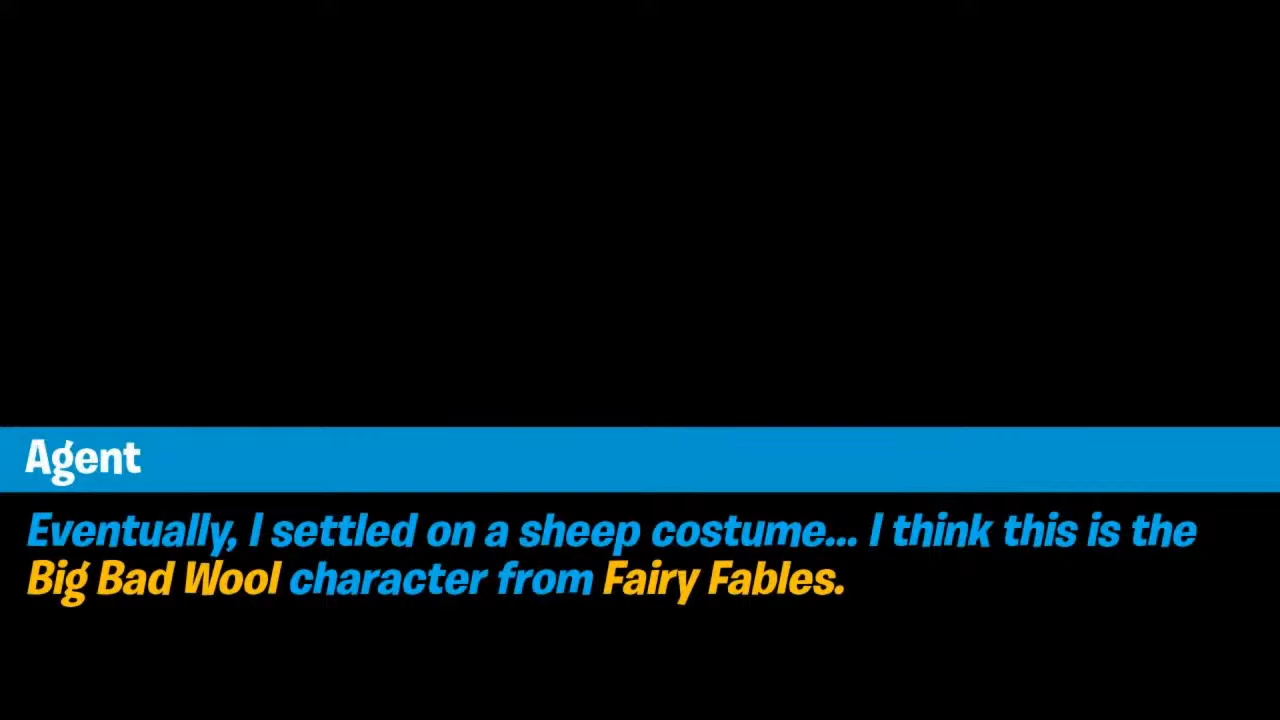 Agent
Eventually, I settled on a sheep costume... I think this is the
Big Bad Wool character from Fairy Fables.